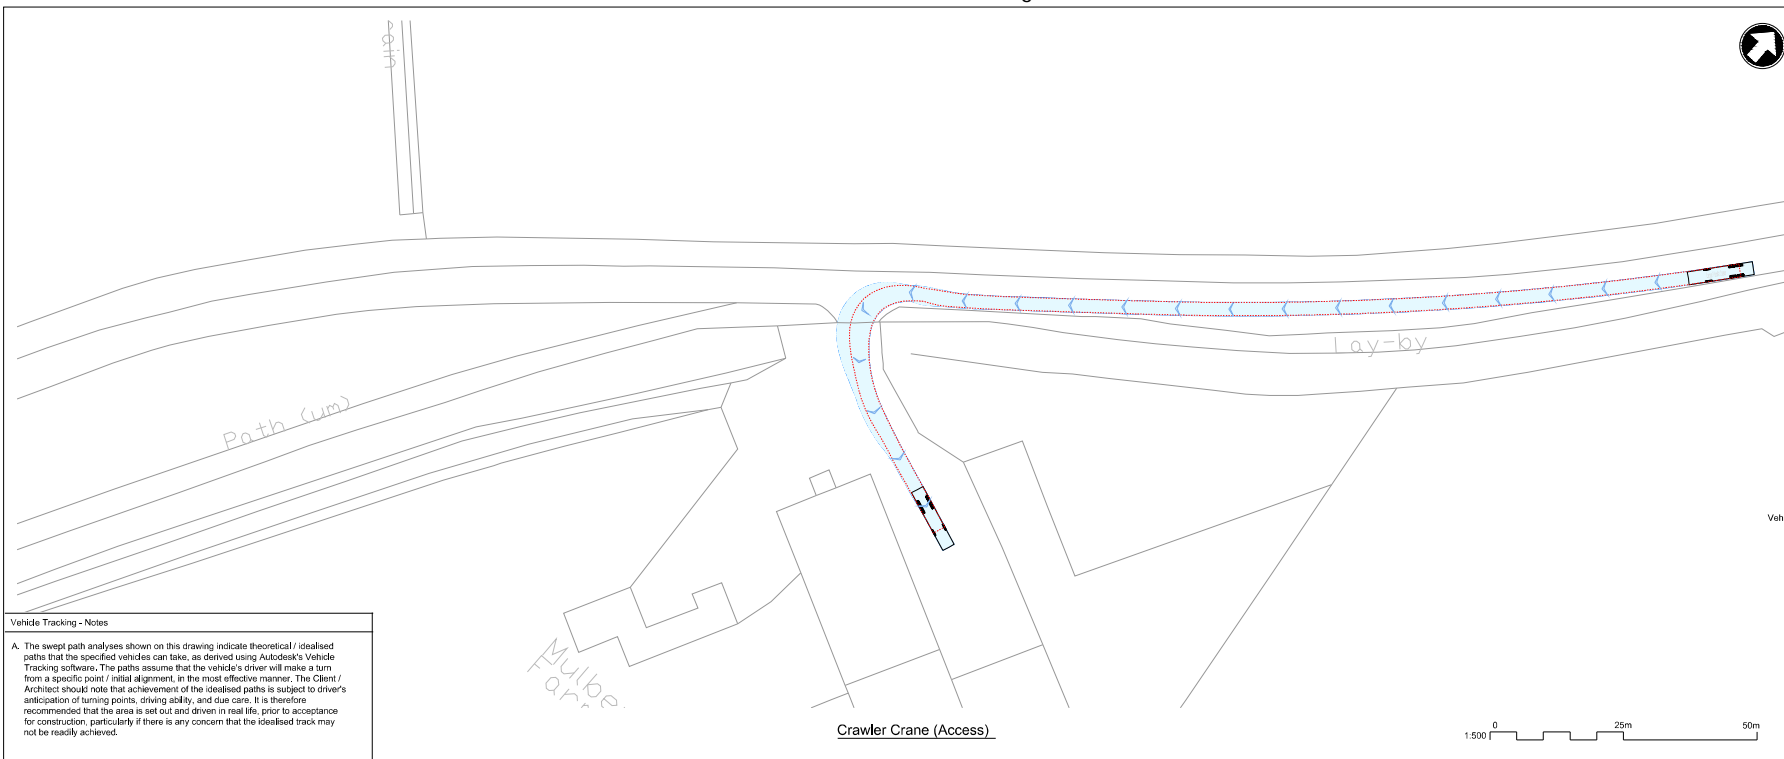 Path (um)
Lay-by
Vehicle Tracking - Notes
A. The swept path analyses shown on this drawing indicate theoretical / idealised
paths that the specified vehicles can take, as derived using Autodesk's Vehicle
Tracking software. The paths assume that the vehicle's driver will make a turn
from a specific point / initial alignment, in the most effective manner. The Client /
Architect should note that achievement of the idealised paths is subject to driver's
anticipation of turning points, driving ability, and due care. It is therefore
recommended that the area is set out and driven in real life, prior to acceptance
for construction, particularly if there is any concern that the idealised track may
not be readily achieved.
Crawler Crane (Access)
1:500
0 25m 50m